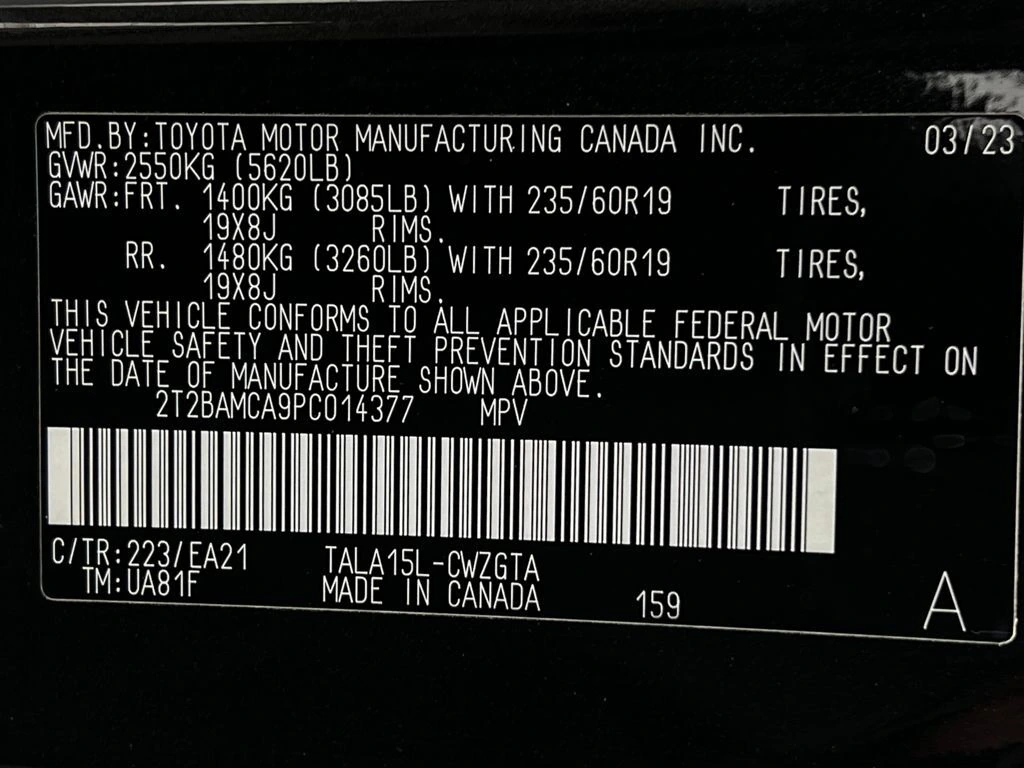 MFD.BY:TOYOTA MOTOR MANUFACTURING CANADA INC. 03/23
GVWR:2550KG (5620LB)
GAWR:FRT. 1400KG (3085LB) WITH 235/60R19 TIRES,
19X8J RIMS.
RR. 1480KG (3260LB) WITH 235/60R19 TIRES,
19X8J RIMS.
THIS VEHICLE CONFORMS TO ALL APPLICABLE FEDERAL MOTOR
VEHICLE SAFETY AND THEFT PREVENTION STANDARDS IN EFFECT ON
THE DATE OF MANUFACTURE SHOWN ABOVE.
2T2BAMCA9PC014377 MPV
C/TR:223/EA21 TALA15L-CWZGTA
TM:UA81F MADE IN CANADA 159 A